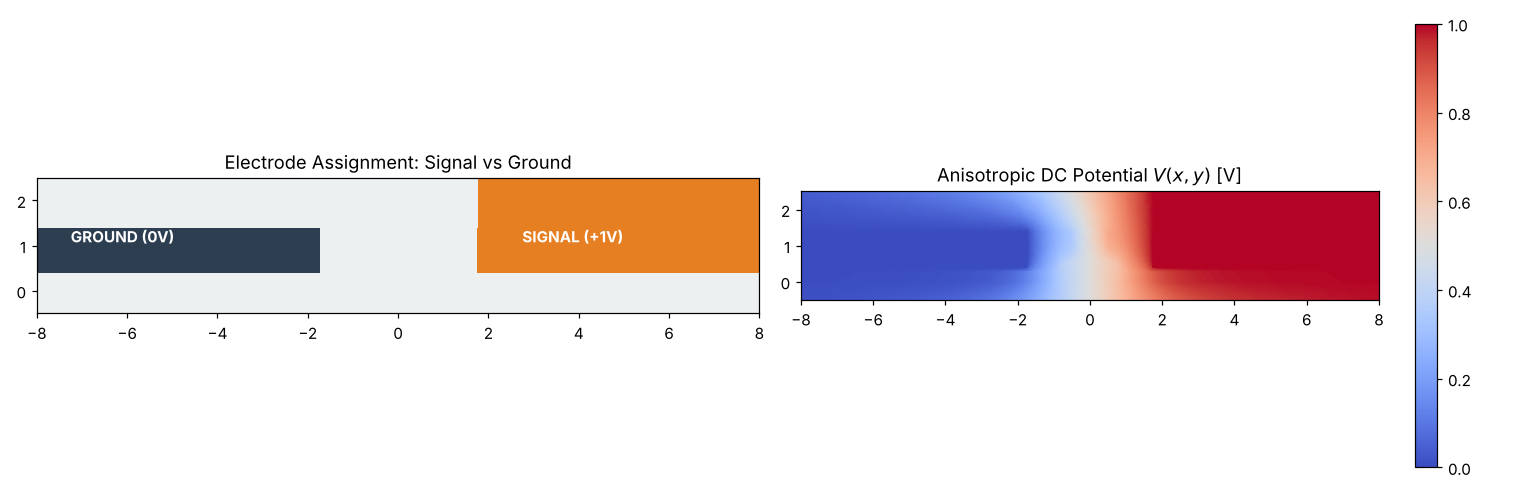 Electrode Assignment: Signal vs Ground
2
1
0
GROUND (0V)
SIGNAL (+1V)
−8 −6 −4 −2 0 2 4 6 8
Anisotropic DC Potential V(x, y) [V]
2
1
0
−8 −6 −4 −2 0 2 4 6 8
1.0
0.8
0.6
0.4
0.2
0.0